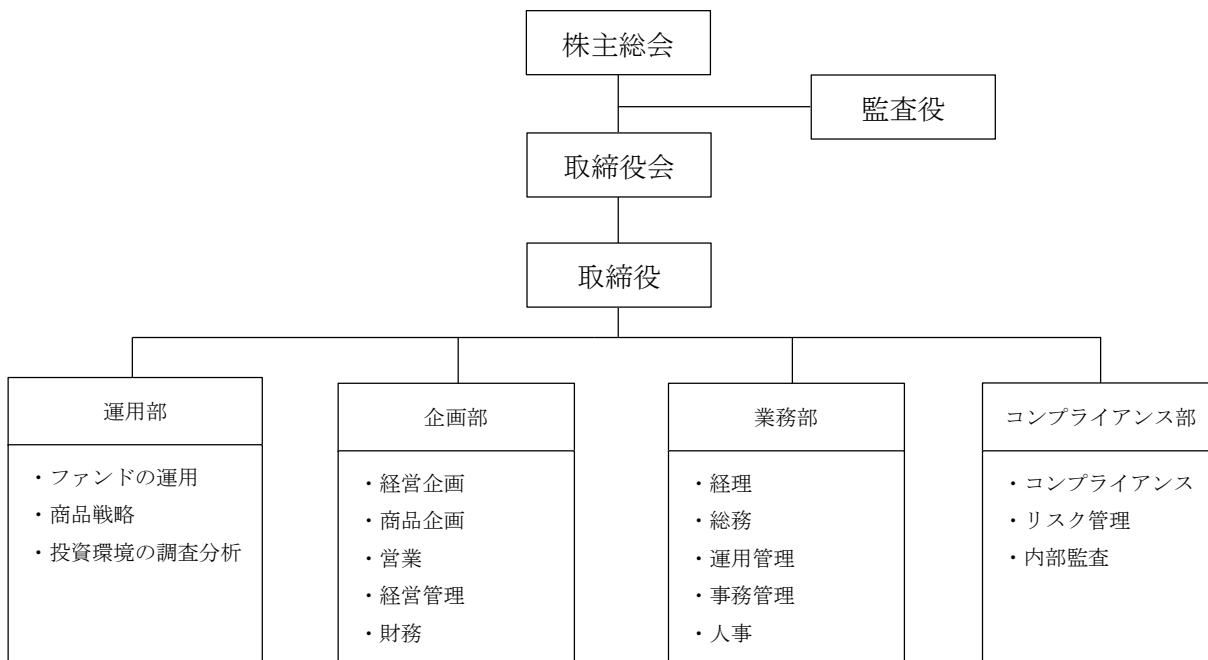 株主総会
監査役
取締役会
取締役
運用部
・ファンドの運用
・商品戦略
・投資環境の調査分析
企画部
・経営企画
・商品企画
・営業
・経営管理
・財務
業務部
・経理
・総務
・運用管理
・事務管理
・人事
コンプライアンス部
・コンプライアンス
・リスク管理
・内部監査